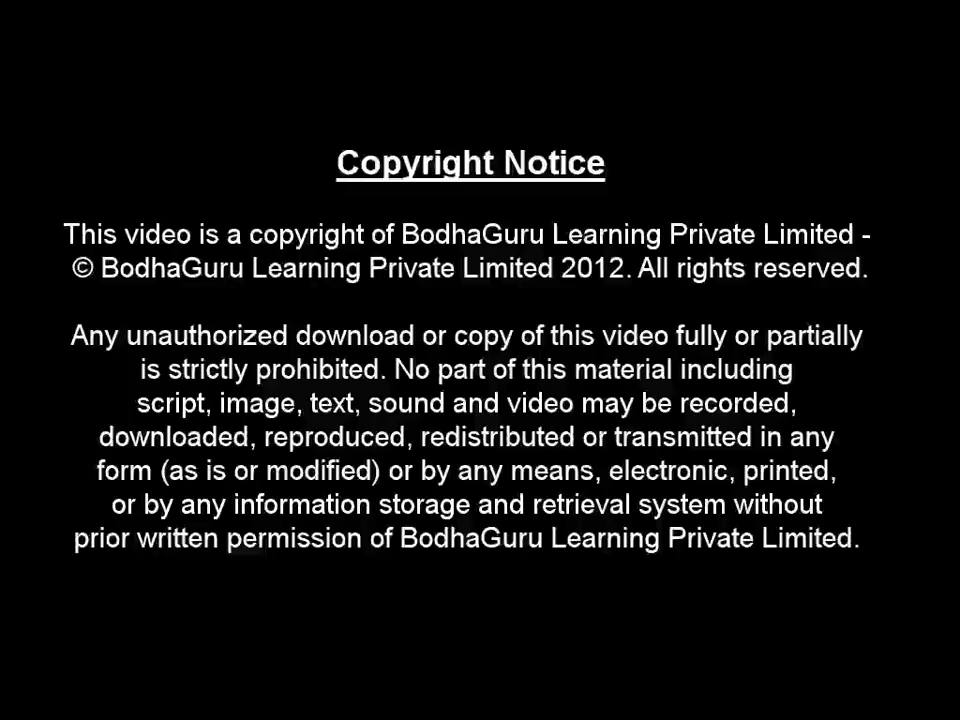 Copyright Notice
This video is a copyright of BodhaGuru Learning Private Limited -
© BodhaGuru Learning Private Limited 2012. All rights reserved.
Any unauthorized download or copy of this video fully or partially
is strictly prohibited. No part of this material including
script, image, text, sound and video may be recorded,
downloaded, reproduced, redistributed or transmitted in any
form (as is or modified) or by any means, electronic, printed,
or by any information storage and retrieval system without
prior written permission of BodhaGuru Learning Private Limited.